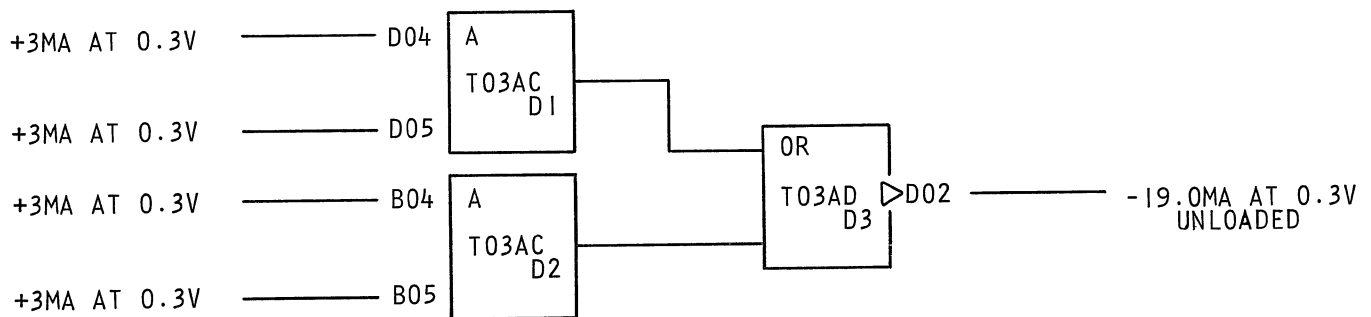 +3MA AT 0.3V
D04
A
T03AC
D1
+3MA AT 0.3V
D05
OR
T03AD
D3
D02
-19.0MA AT 0.3V
UNLOADED
+3MA AT 0.3V
B04
A
T03AC
D2
+3MA AT 0.3V
B05